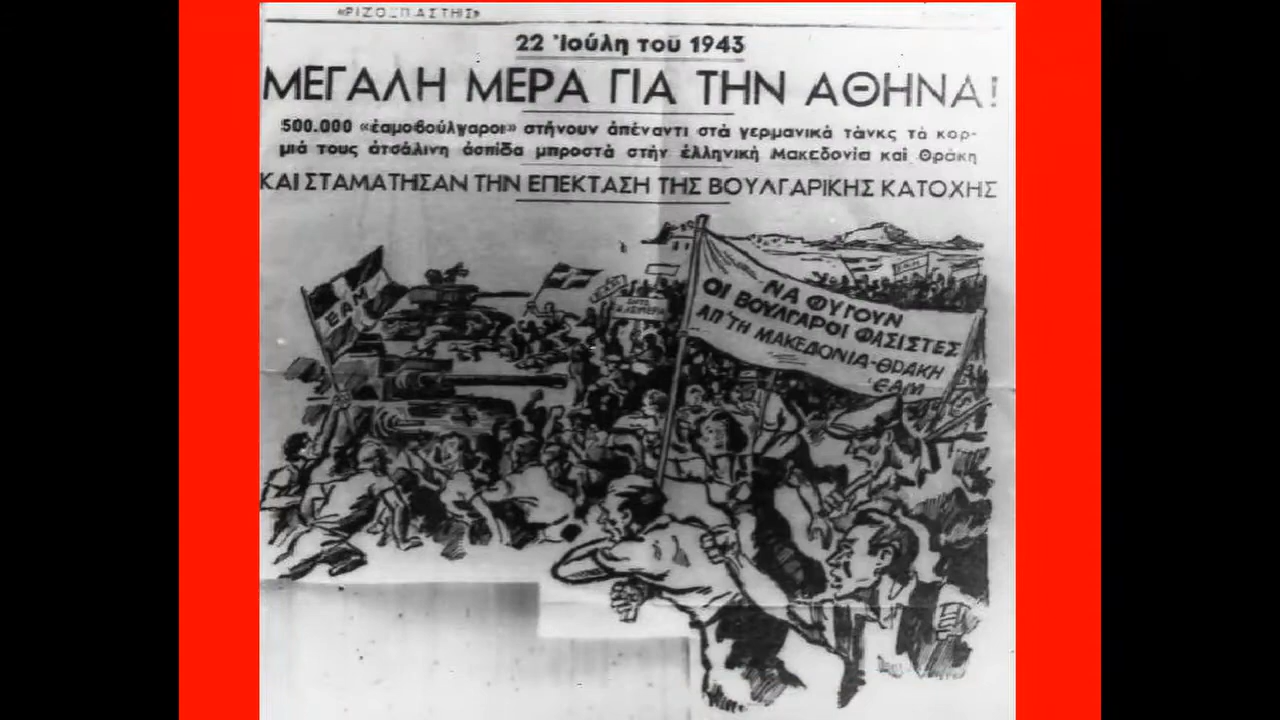 «ΡΙΖΟΣΠΑΣΤΗΣ»
22 Ἰούλη τοῦ 1943
ΜΕΓΑΛΗ ΜΕΡΑ ΓΙΑ ΤΗΝ ΑΘΗΝΑ!
500.000 «ἐαμοβούλγαροι» στήνουν ἀπέναντι στά γερμανικά τάνκς τά κορ-
μιά τους ἀτσάλινη ἀσπίδα μπροστά στήν ἑλληνική Μακεδονία καί Θράκη
ΚΑΙ ΣΤΑΜΑΤΗΣΑΝ ΤΗΝ ΕΠΕΚΤΑΣΗ ΤΗΣ ΒΟΥΛΓΑΡΙΚΗΣ ΚΑΤΟΧΗΣ
ΕΑΜ
ΝΑ ΦΥΓΟΥΝ
ΟΙ ΒΟΥΛΓΑΡΟΙ ΦΑΣΙΣΤΕΣ
ΑΠ' ΤΗ ΜΑΚΕΔΟΝΙΑ-ΘΡΑΚΗ
ἘΑΜ